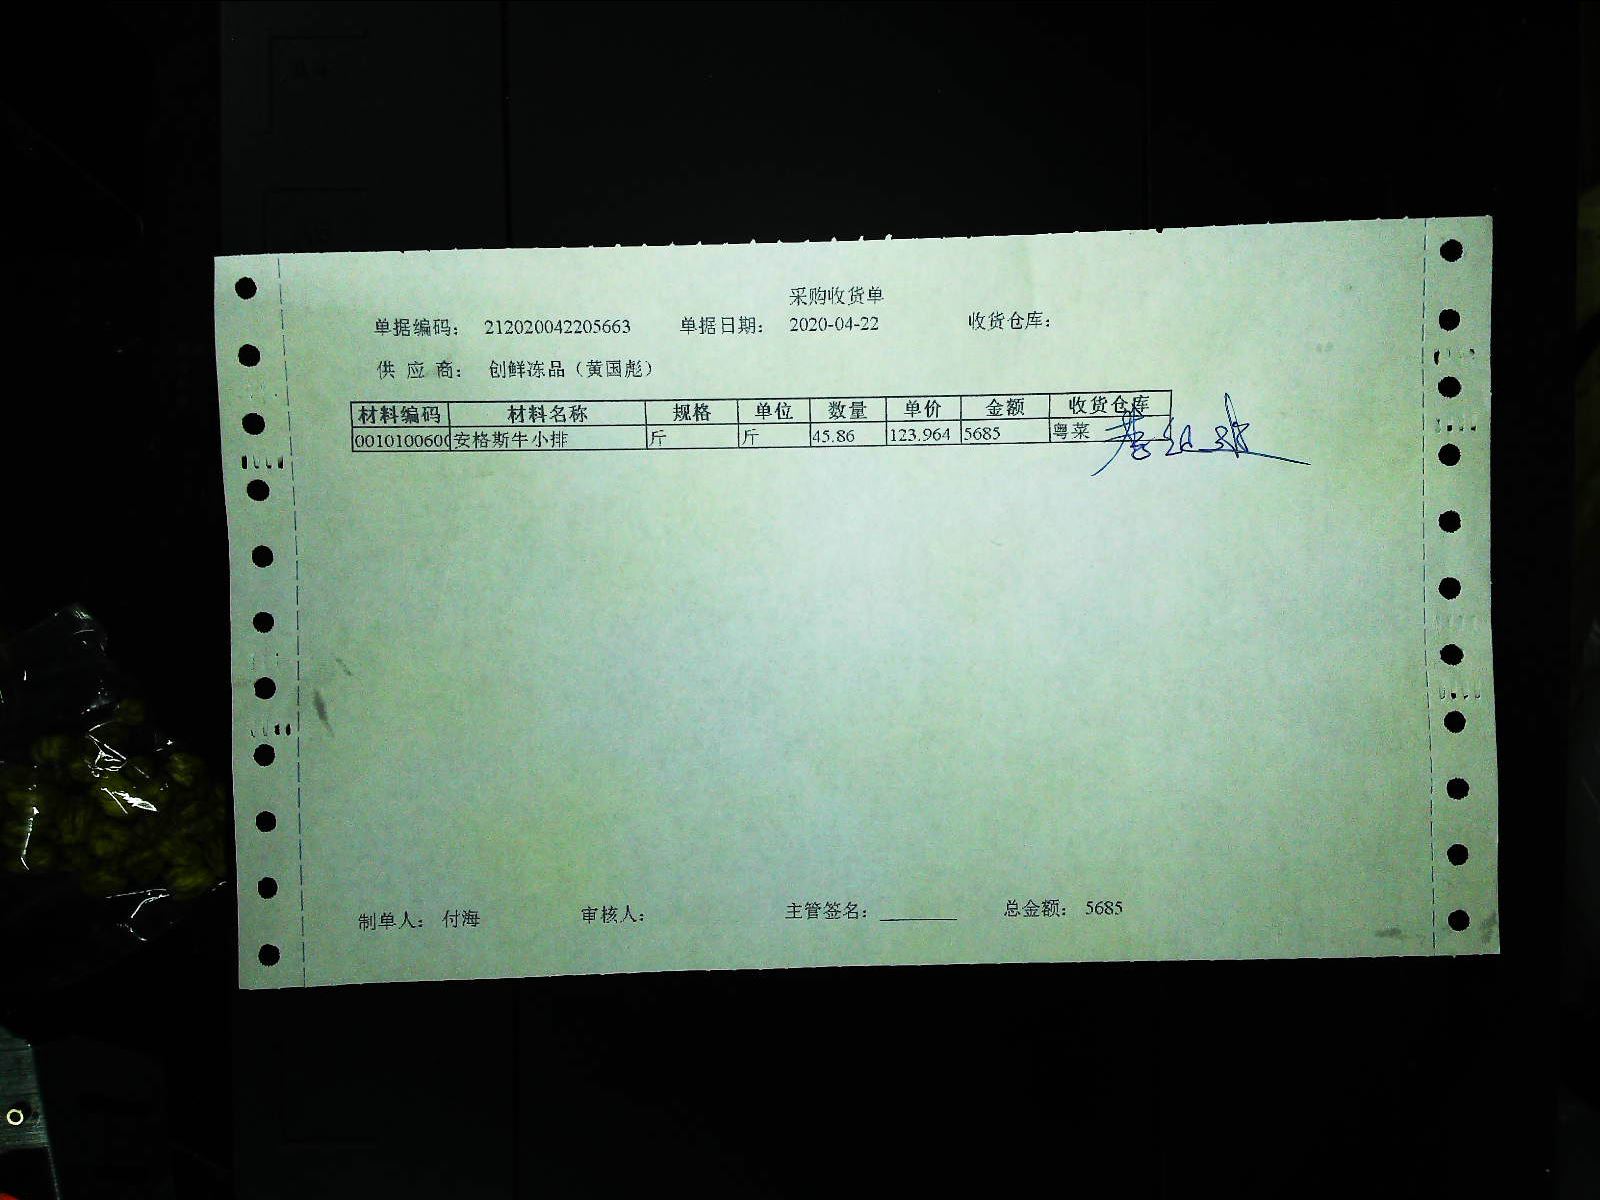 采购收货单
单据编码： 212020042205663 单据日期： 2020-04-22 收货仓库：
供 应 商： 创鲜冻品（黄国彪）
材料编码 材料名称 规格 单位 数量 单价 金额 收货仓库
0010100600 安格斯牛小排 斤 斤 45.86 123.964 5685 粤菜
制单人： 付海 审核人： 主管签名：________ 总金额： 5685